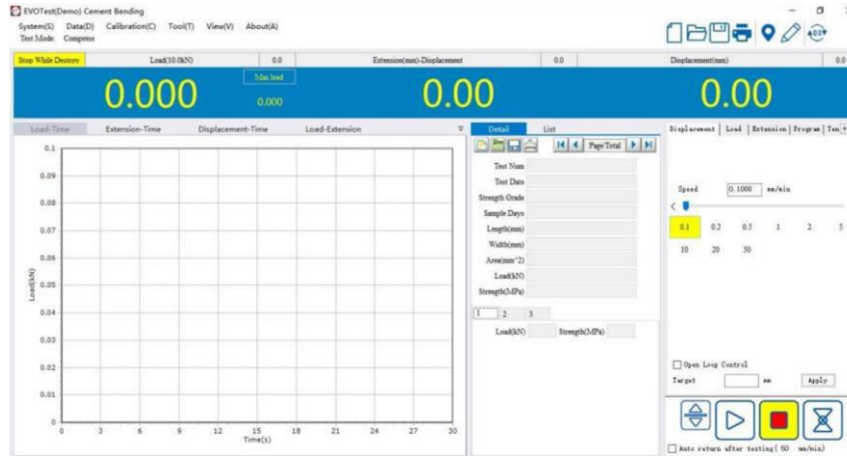 EVOTest(Demo) Cement Bending
System(S) Data(D) Calibration(C) Tool(T) View(V) About(A)
Test Mode: Compress
Stop While Destroy Load(10.0kN) 0.0 Extension(mm)-Displacement 0.0 Displacement(mm) 0.0
0.000 Max load 0.000 0.00 0.00
Load-Time Extension-Time Displacement-Time Load-Extension
0.1
0.09
0.08
0.07
0.06
0.05
0.04
0.03
0.02
0.01
0
Load(kN)
0 3 6 9 12 15 18 21 24 27 30
Time(s)
Detail List
Page/Total
Test Num
Test Date
Strength Grade
Sample Days
Length(mm)
Width(mm)
Area(mm^2)
Load(kN)
Strength(MPa)
1 2 3
Load(kN) Strength(MPa)
Displacement Load Extension Program Ten
Speed 0.1000 mm/min
0.1 0.2 0.5 1 2 5
10 20 50
Open Loop Control
Target mm Apply
Auto return after testing( 50 mm/min)